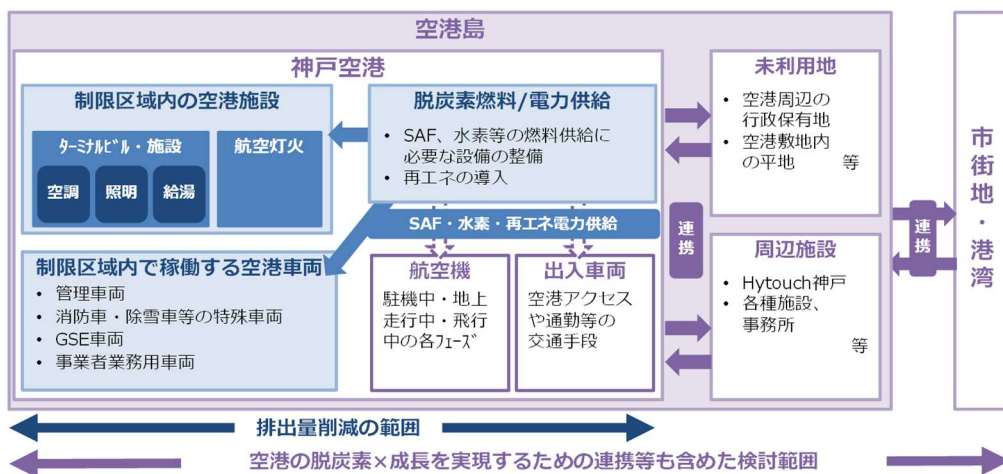 空港島
神戸空港
制限区域内の空港施設
ﾀｰﾐﾅﾙﾋﾞﾙ・施設
空調
照明
給湯
航空灯火
脱炭素燃料/電力供給
• SAF、水素等の燃料供給に
必要な設備の整備
• 再エネの導入
SAF・水素・再エネ電力供給
制限区域内で稼働する空港車両
• 管理車両
• 消防車・除雪車等の特殊車両
• GSE車両
• 事業者業務用車両
航空機
駐機中・地上
走行中・飛行
中の各ﾌｪｰｽﾞ
出入車両
空港アクセス
や通勤等の
交通手段
連携
未利用地
• 空港周辺の
行政保有地
• 空港敷地内
の平地 等
周辺施設
• Hytouch神戸
• 各種施設、
事務所
等
連携
市街地・港湾
排出量削減の範囲
空港の脱炭素×成長を実現するための連携等も含めた検討範囲